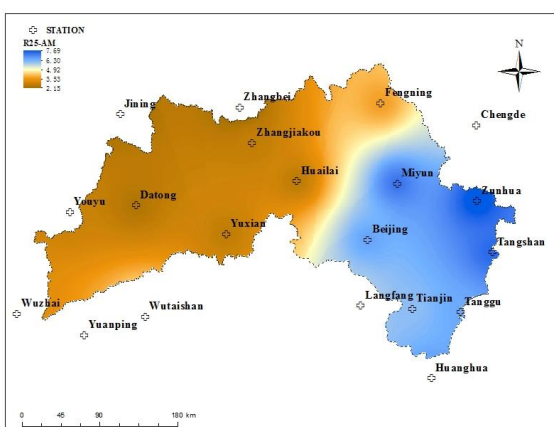 STATION
R25-AM
7.69
6.30
4.92
3.53
2.15
N
Zhangbei
Fengning
Jining
Chengde
Zhangjiakou
Huailai
Miyun
Zunhua
Youyu
Datong
Yuxian
Beijing
Tangshan
Wuzhai
Wutaishan
Langfang
Tianjin
Tanggu
Yuanping
Huanghua
0 45 90 180 km